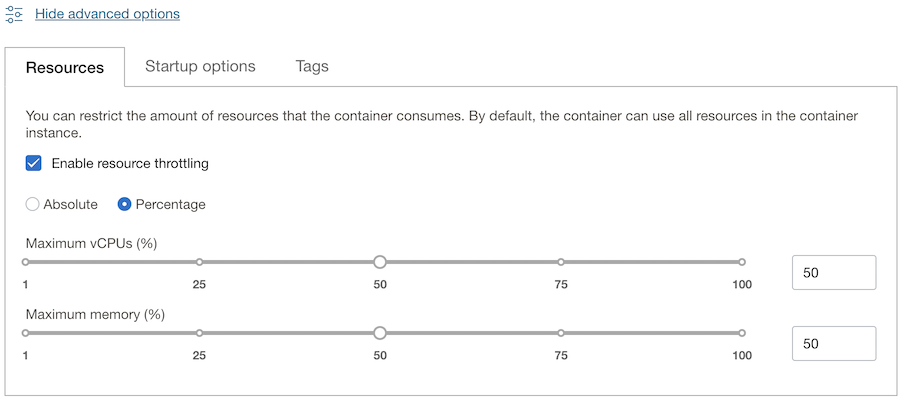 Hide advanced options
Resources Startup options Tags
You can restrict the amount of resources that the container consumes. By default, the container can use all resources in the container
instance.
Enable resource throttling
Absolute Percentage
Maximum vCPUs (%)
50
1 25 50 75 100
Maximum memory (%)
50
1 25 50 75 100